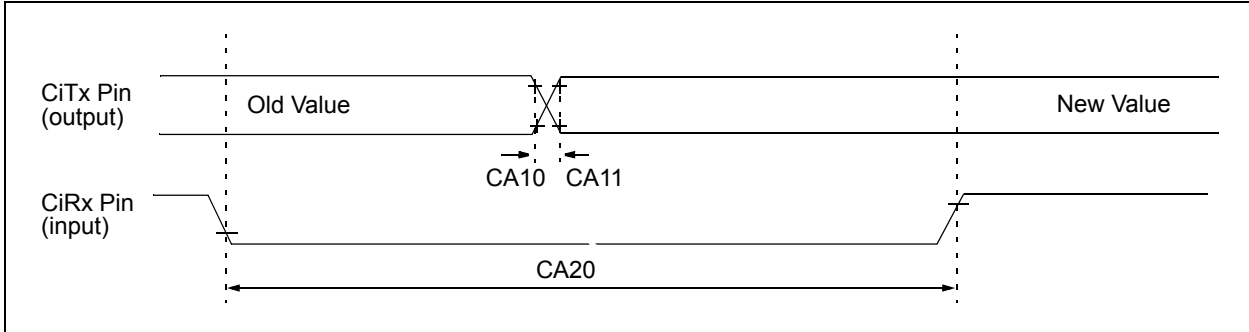 CiTx Pin
(output)
Old Value
New Value
CA10 CA11
CiRx Pin
(input)
CA20